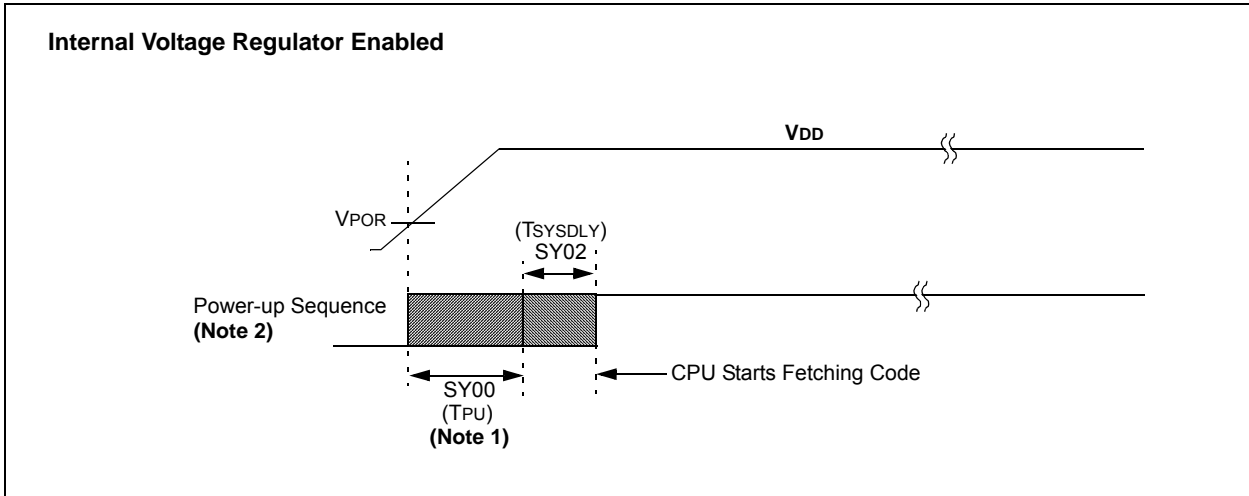 Internal Voltage Regulator Enabled
VDD
VPOR
(TSYSDLY)
SY02
Power-up Sequence
(Note 2)
CPU Starts Fetching Code
SY00
(TPU)
(Note 1)